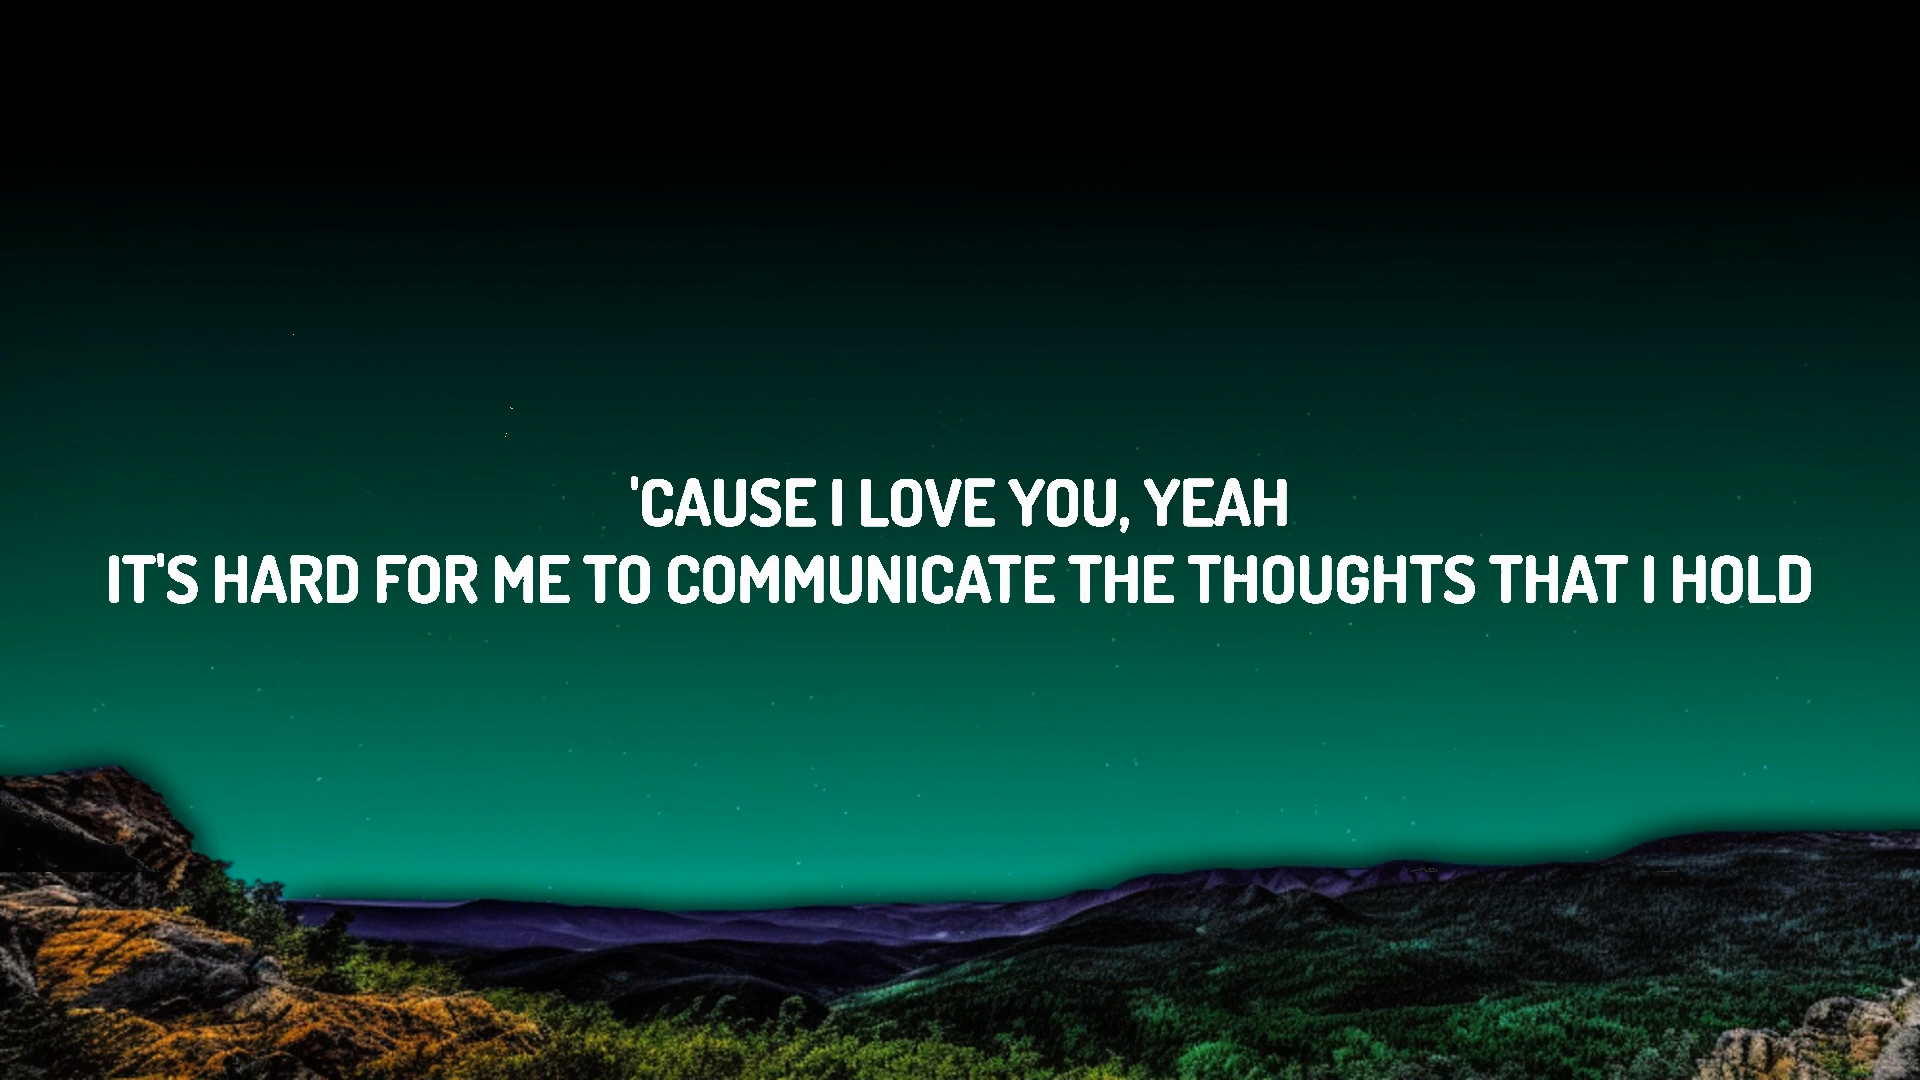 'CAUSE I LOVE YOU, YEAH
IT'S HARD FOR ME TO COMMUNICATE THE THOUGHTS THAT I HOLD